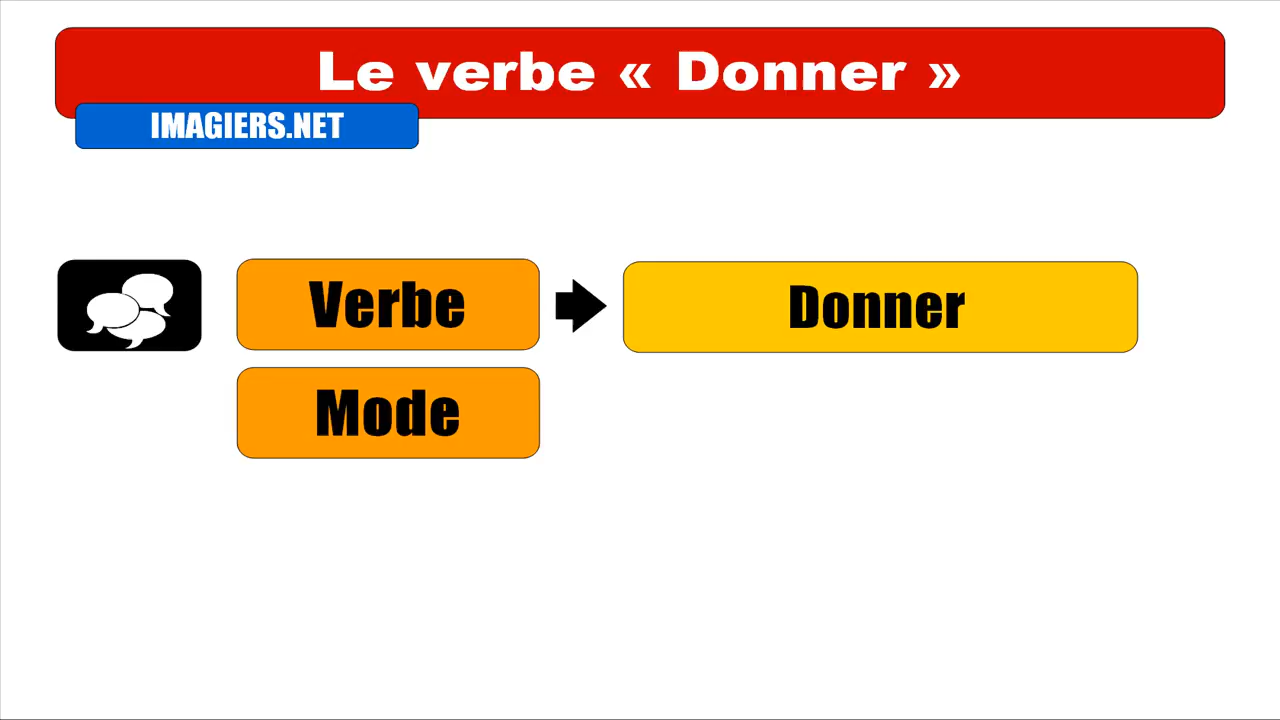 Le verbe « Donner »
IMAGIERS.NET
Verbe
Donner
Mode